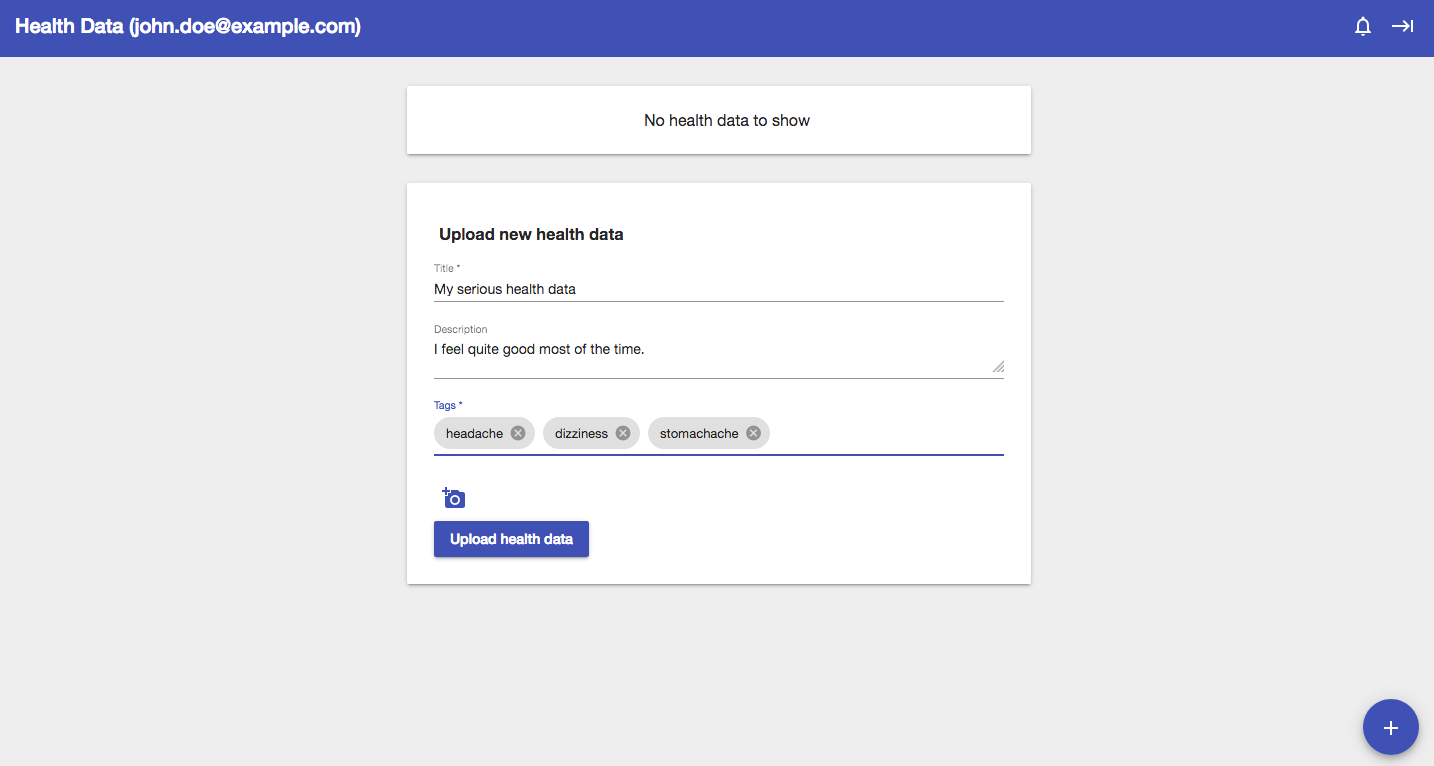 Health Data (john.doe@example.com)
No health data to show
Upload new health data
Title *
My serious health data
Description
I feel quite good most of the time.
Tags *
headache dizziness stomachache
Upload health data